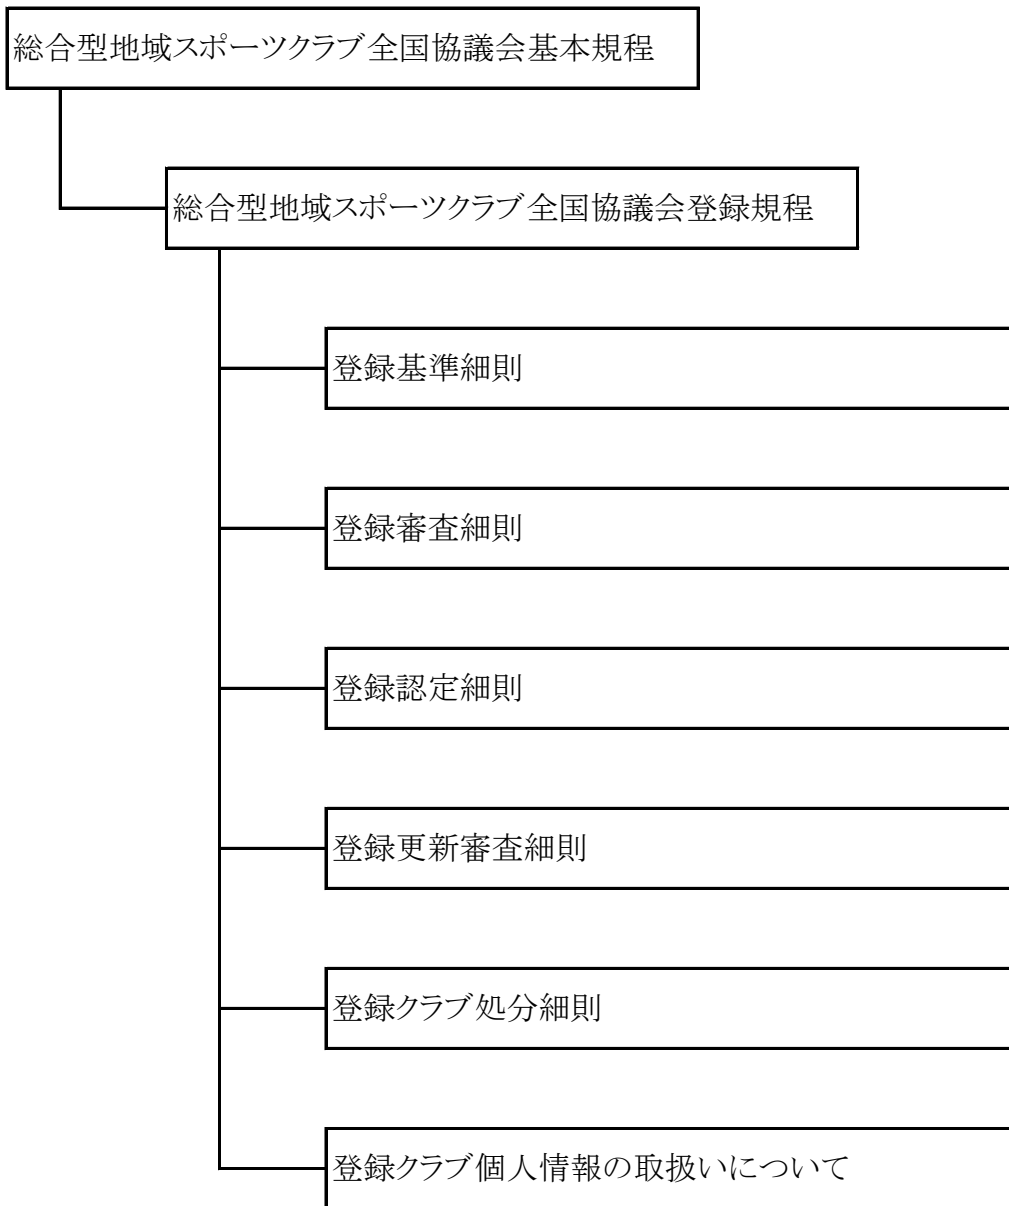 総合型地域スポーツクラブ全国協議会基本規程
総合型地域スポーツクラブ全国協議会登録規程
登録基準細則
登録審査細則
登録認定細則
登録更新審査細則
登録クラブ処分細則
登録クラブ個人情報の取扱いについて